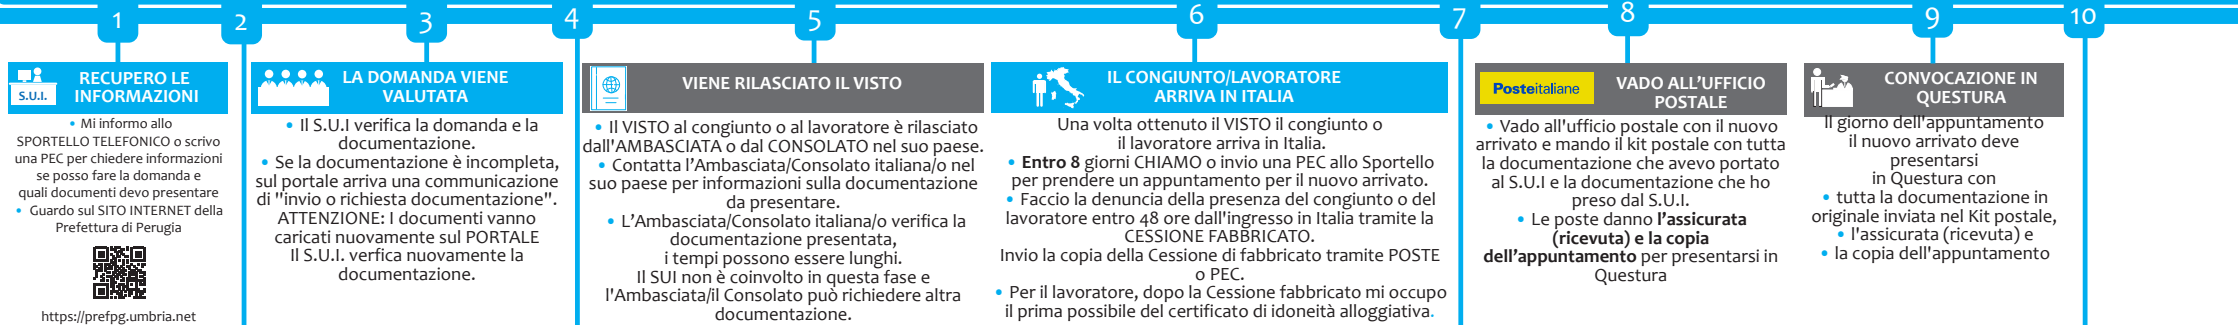 1
2
3
4
5
6
7
8
9
10
S.U.I.
RECUPERO LE
INFORMAZIONI
• Mi informo allo
SPORTELLO TELEFONICO o scrivo
una PEC per chiedere informazioni
se posso fare la domanda e
quali documenti devo presentare
• Guardo sul SITO INTERNET della
Prefettura di Perugia
https://prefpg.umbria.net
LA DOMANDA VIENE
VALUTATA
• Il S.U.I verifica la domanda e la
documentazione.
• Se la documentazione è incompleta,
sul portale arriva una communicazione
di "invio o richiesta documentazione".
ATTENZIONE: I documenti vanno
caricati nuovamente sul PORTALE
Il S.U.I. verfica nuovamente la
documentazione.
VIENE RILASCIATO IL VISTO
• Il VISTO al congiunto o al lavoratore è rilasciato
dall'AMBASCIATA o dal CONSOLATO nel suo paese.
• Contatta l'Ambasciata/Consolato italiana/o nel
suo paese per informazioni sulla documentazione
da presentare.
• L'Ambasciata/Consolato italiana/o verifica la
documentazione presentata,
i tempi possono essere lunghi.
Il SUI non è coinvolto in questa fase e
l'Ambasciata/il Consolato può richiedere altra
documentazione.
IL CONGIUNTO/LAVORATORE
ARRIVA IN ITALIA
Una volta ottenuto il VISTO il congiunto o
il lavoratore arriva in Italia.
• Entro 8 giorni CHIAMO o invio una PEC allo Sportello
per prendere un appuntamento per il nuovo arrivato.
• Faccio la denuncia della presenza del congiunto o del
lavoratore entro 48 ore dall'ingresso in Italia tramite la
CESSIONE FABBRICATO.
Invio la copia della Cessione di fabbricato tramite POSTE
o PEC.
• Per il lavoratore, dopo la Cessione fabbricato mi occupo
il prima possibile del certificato di idoneità alloggiativa.
Posteitaliane
VADO ALL'UFFICIO
POSTALE
• Vado all'ufficio postale con il nuovo
arrivato e mando il kit postale con tutta
la documentazione che avevo portato
al S.U.I e la documentazione che ho
preso dal S.U.I.
• Le poste danno l'assicurata
(ricevuta) e la copia
dell'appuntamento per presentarsi in
Questura
CONVOCAZIONE IN
QUESTURA
Il giorno dell'appuntamento
il nuovo arrivato deve
presentarsi
in Questura con
• tutta la documentazione in
originale inviata nel Kit postale,
• l'assicurata (ricevuta) e
• la copia dell'appuntamento